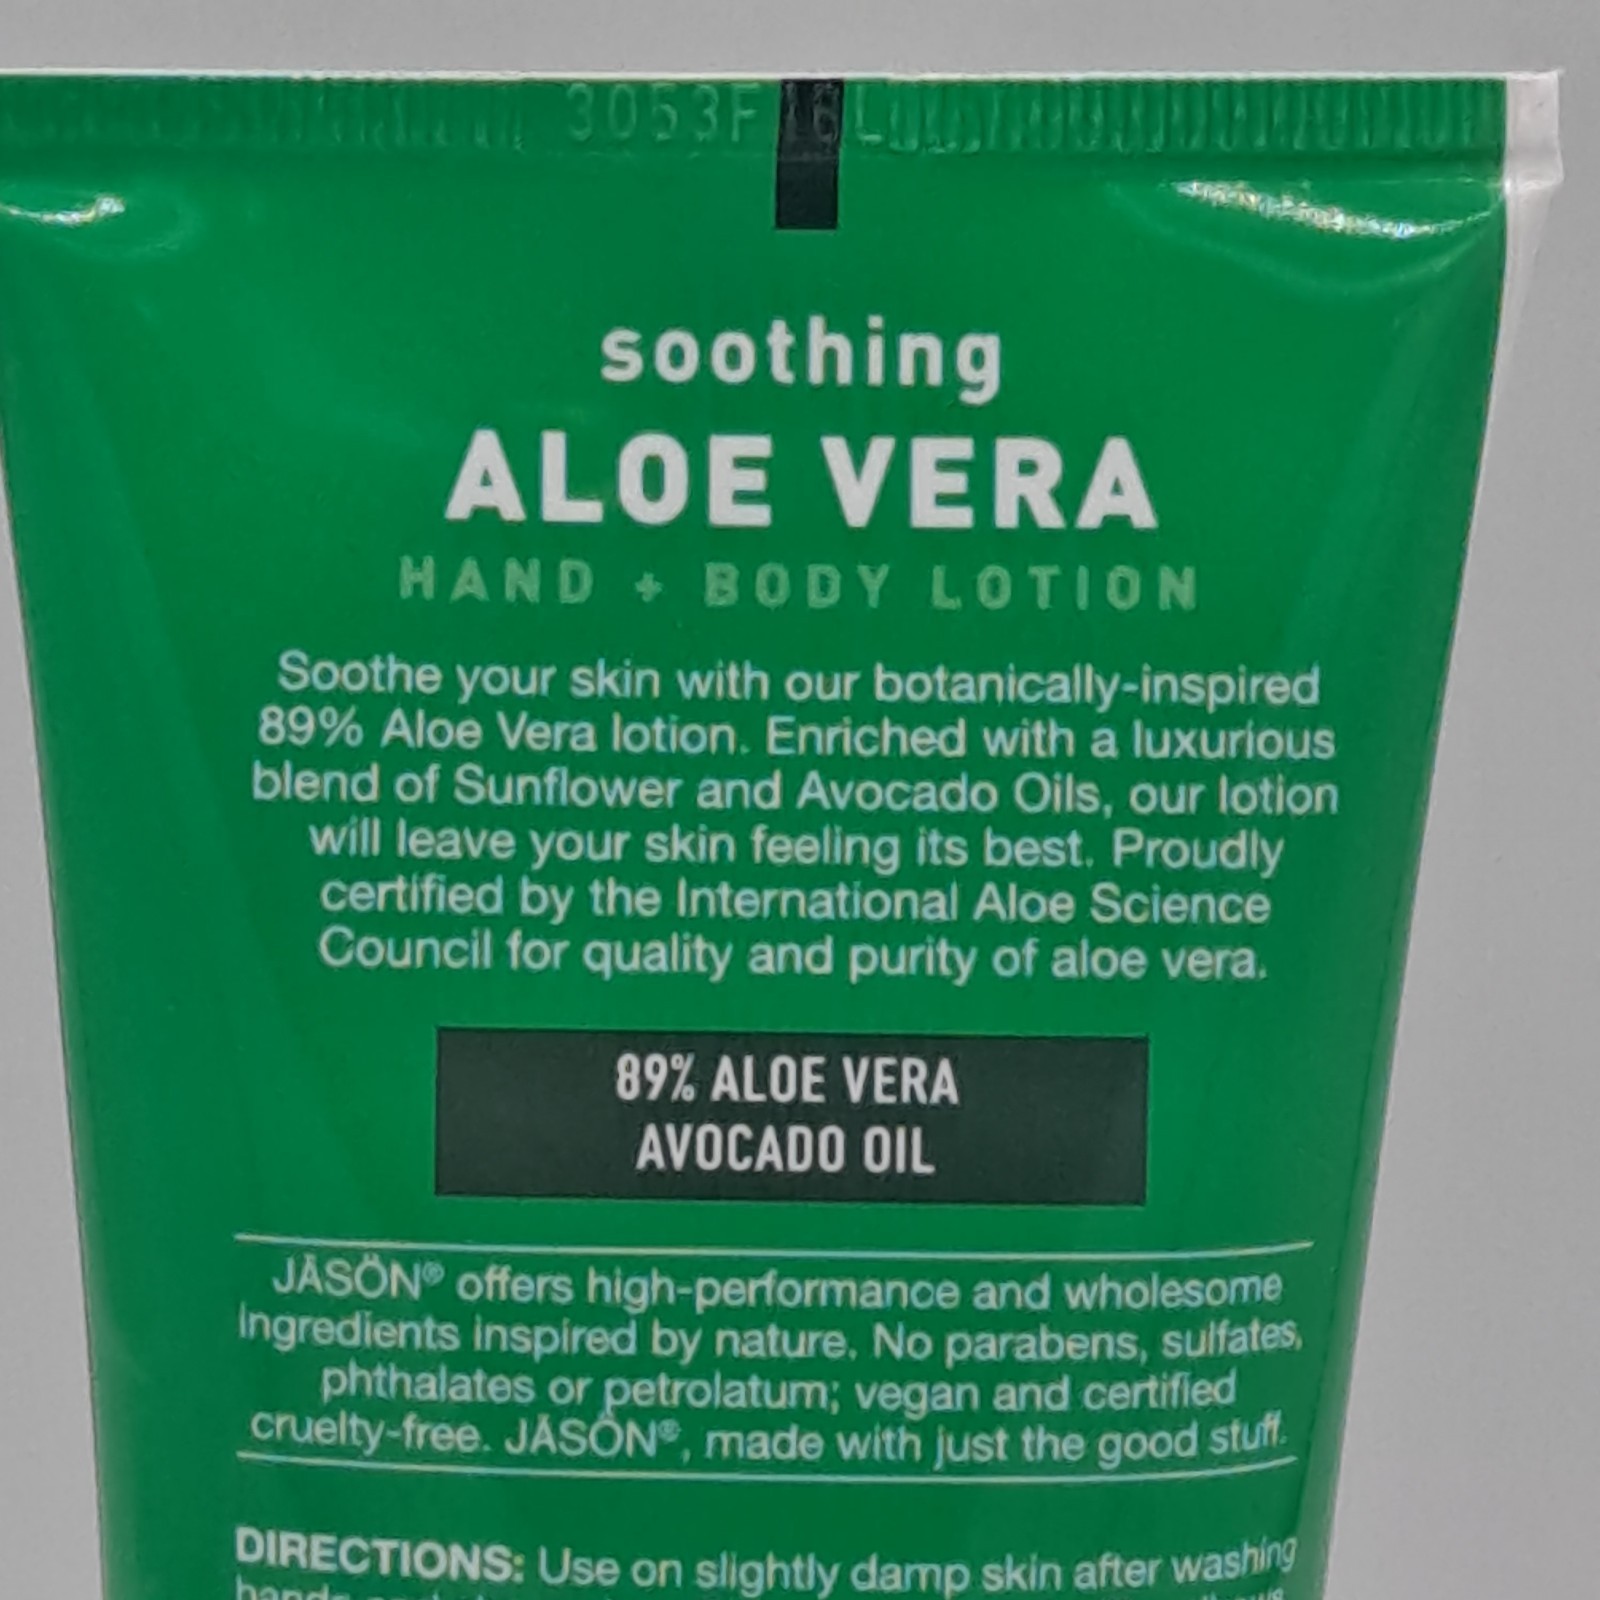 3053F16L
soothing
ALOE VERA
HAND + BODY LOTION
Soothe your skin with our botanically-inspired
89% Aloe Vera lotion. Enriched with a luxurious
blend of Sunflower and Avocado Oils, our lotion
will leave your skin feeling its best. Proudly
certified by the International Aloe Science
Council for quality and purity of aloe vera.
89% ALOE VERA
AVOCADO OIL
JĀSÖN® offers high-performance and wholesome
ingredients inspired by nature. No parabens, sulfates,
phthalates or petrolatum; vegan and certified
cruelty-free. JĀSÖN®, made with just the good stuff.
DIRECTIONS: Use on slightly damp skin after washing